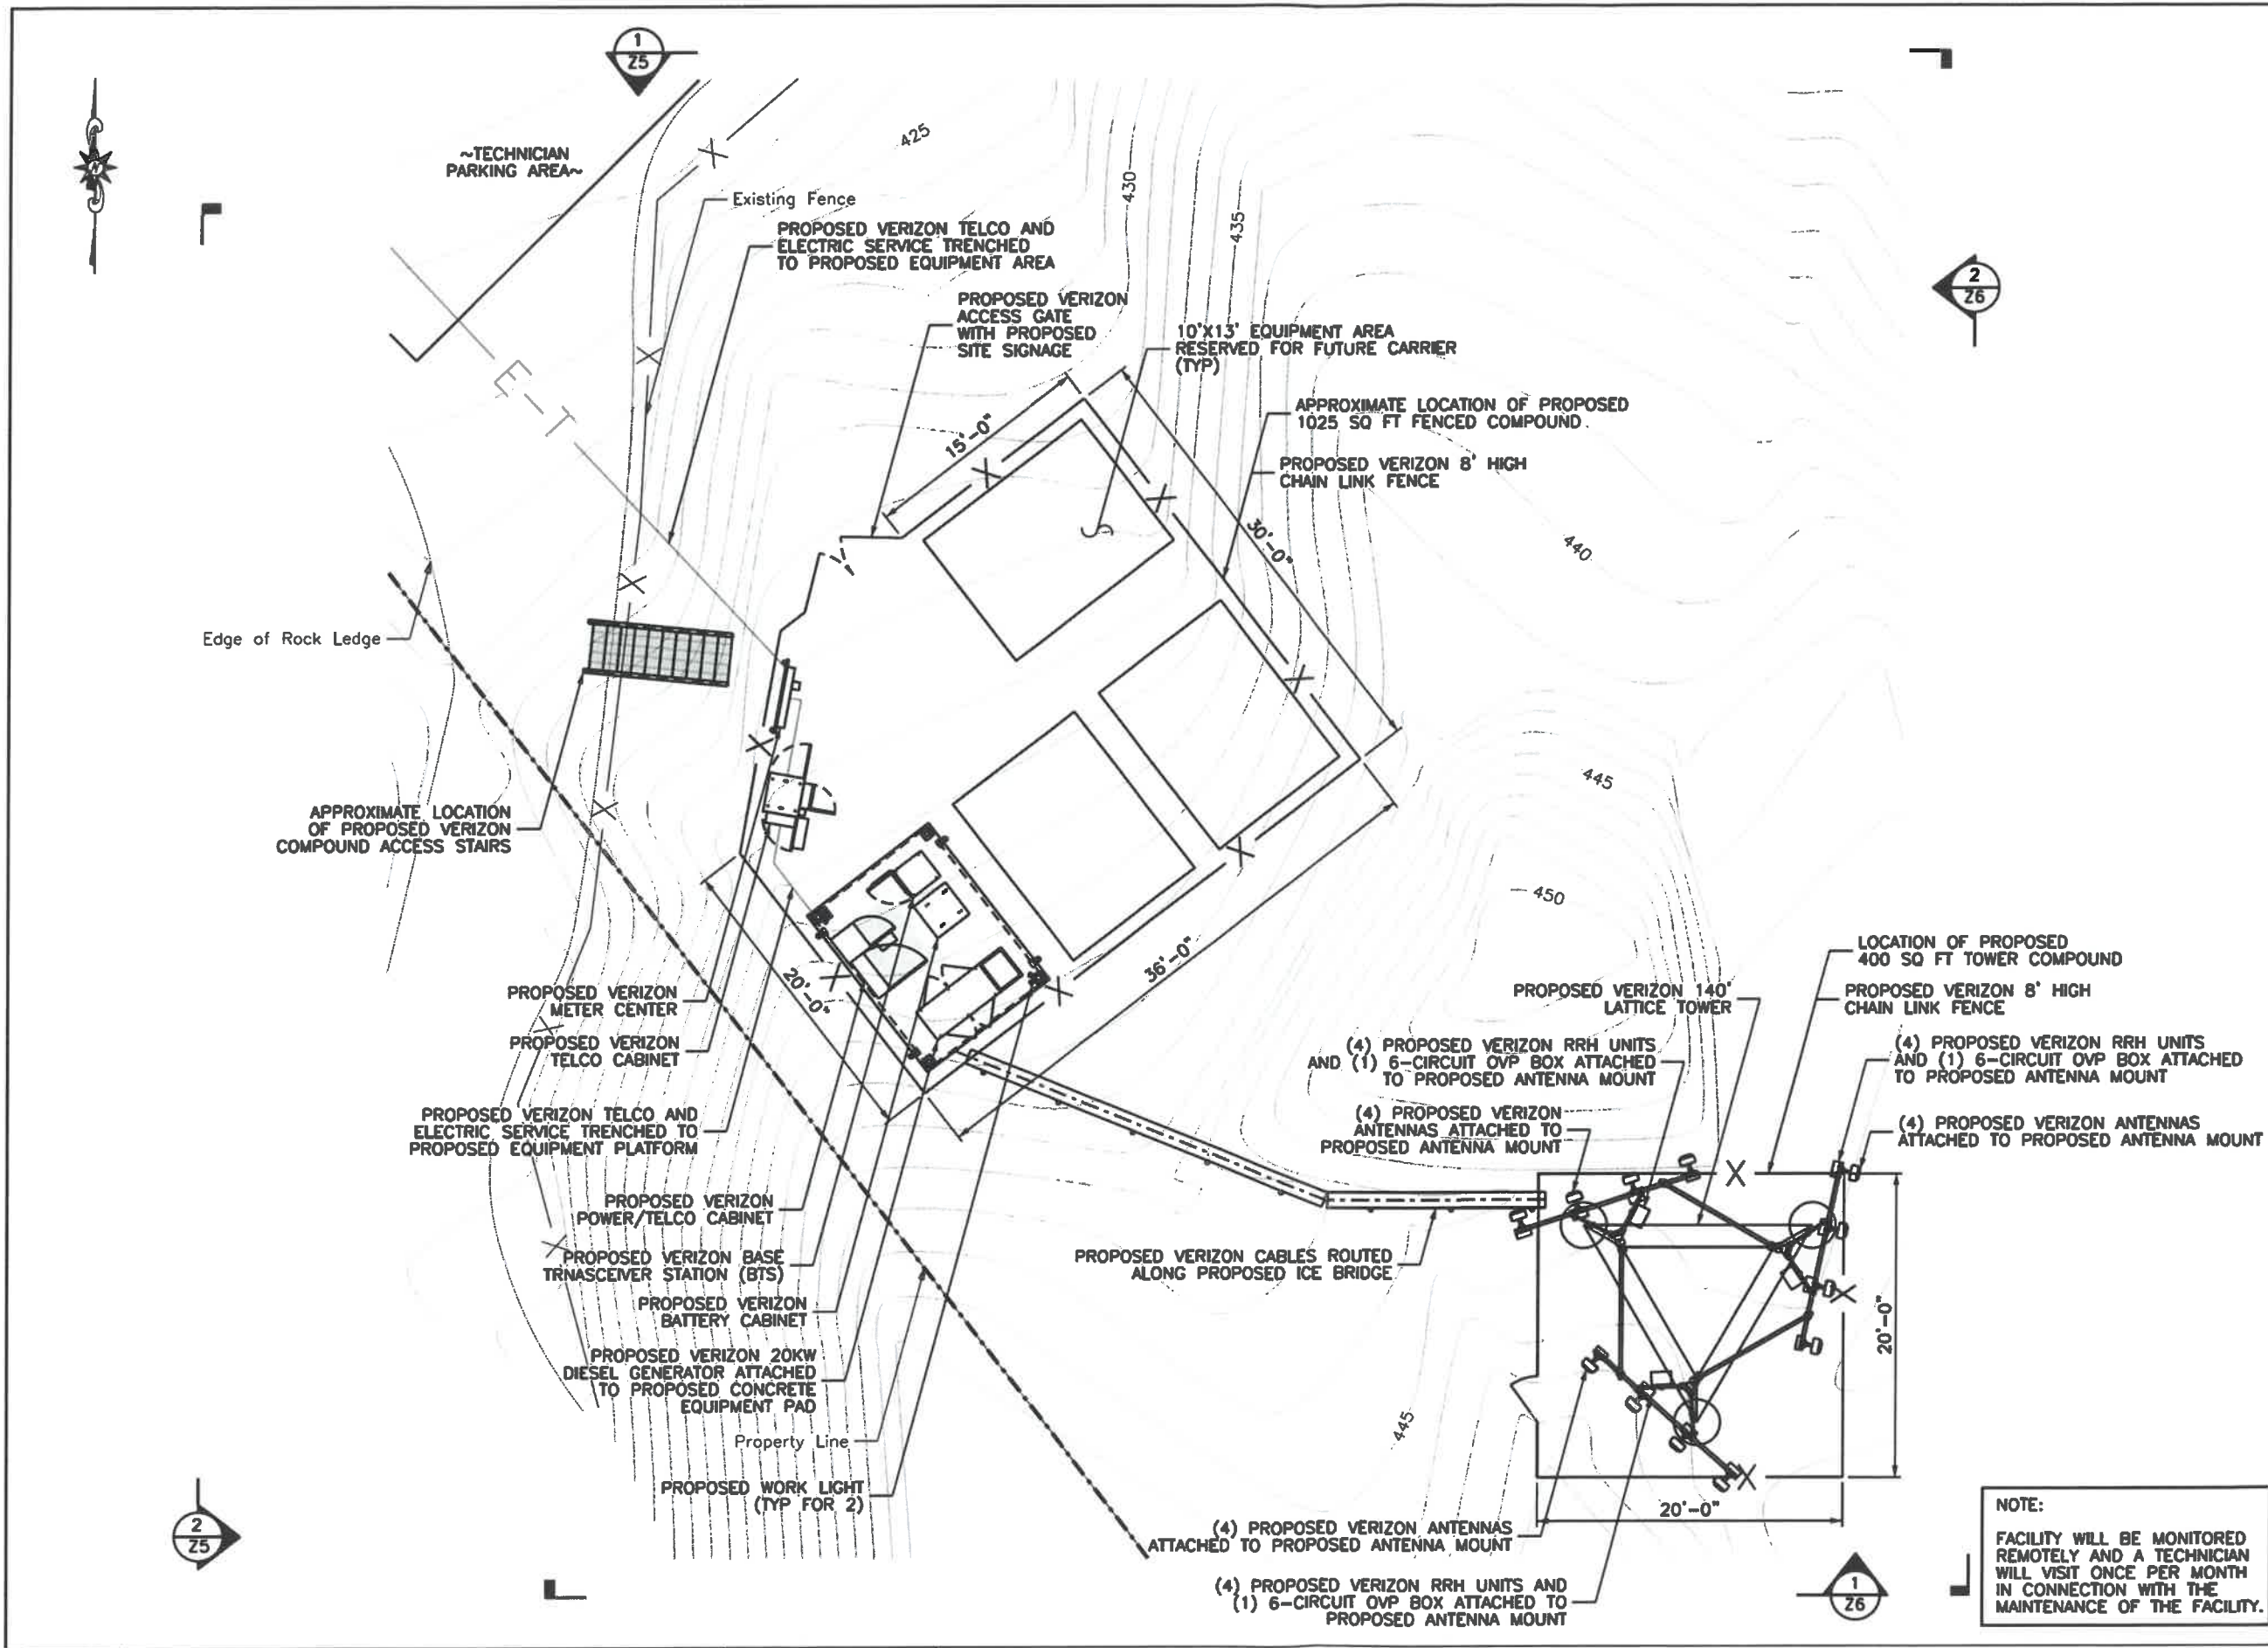 1
Z5
N
~TECHNICIAN
PARKING AREA~
425
Existing Fence
PROPOSED VERIZON TELCO AND
ELECTRIC SERVICE TRENCHED
TO PROPOSED EQUIPMENT AREA
430
435
2
Z6
PROPOSED VERIZON
ACCESS GATE
WITH PROPOSED
SITE SIGNAGE
10'X13' EQUIPMENT AREA
RESERVED FOR FUTURE CARRIER
(TYP)
E-T
15'-0"
APPROXIMATE LOCATION OF PROPOSED
1025 SQ FT FENCED COMPOUND.
PROPOSED VERIZON 8' HIGH
CHAIN LINK FENCE
30'-0"
440
Edge of Rock Ledge
445
APPROXIMATE LOCATION
OF PROPOSED VERIZON
COMPOUND ACCESS STAIRS
450
36'-0"
20'-0"
LOCATION OF PROPOSED
400 SQ FT TOWER COMPOUND
PROPOSED VERIZON
METER CENTER
PROPOSED VERIZON 140'
LATTICE TOWER
PROPOSED VERIZON 8' HIGH
CHAIN LINK FENCE
PROPOSED VERIZON
TELCO CABINET
(4) PROPOSED VERIZON RRH UNITS
AND (1) 6-CIRCUIT OVP BOX ATTACHED
TO PROPOSED ANTENNA MOUNT
(4) PROPOSED VERIZON RRH UNITS
AND (1) 6-CIRCUIT OVP BOX ATTACHED
TO PROPOSED ANTENNA MOUNT
PROPOSED VERIZON TELCO AND
ELECTRIC SERVICE TRENCHED TO
PROPOSED EQUIPMENT PLATFORM
(4) PROPOSED VERIZON
ANTENNAS ATTACHED TO
PROPOSED ANTENNA MOUNT
(4) PROPOSED VERIZON ANTENNAS
ATTACHED TO PROPOSED ANTENNA MOUNT
PROPOSED VERIZON
POWER/TELCO CABINET
PROPOSED VERIZON BASE
TRNASCEIVER STATION (BTS)
PROPOSED VERIZON CABLES ROUTED
ALONG PROPOSED ICE BRIDGE
PROPOSED VERIZON
BATTERY CABINET
20'-0"
PROPOSED VERIZON 20KW
DIESEL GENERATOR ATTACHED
TO PROPOSED CONCRETE
EQUIPMENT PAD
445
Property Line
PROPOSED WORK LIGHT
(TYP FOR 2)
20'-0"
2
Z5
(4) PROPOSED VERIZON ANTENNAS
ATTACHED TO PROPOSED ANTENNA MOUNT
(4) PROPOSED VERIZON RRH UNITS AND
(1) 6-CIRCUIT OVP BOX ATTACHED TO
PROPOSED ANTENNA MOUNT
1
Z6
NOTE:
FACILITY WILL BE MONITORED
REMOTELY AND A TECHNICIAN
WILL VISIT ONCE PER MONTH
IN CONNECTION WITH THE
MAINTENANCE OF THE FACILITY.